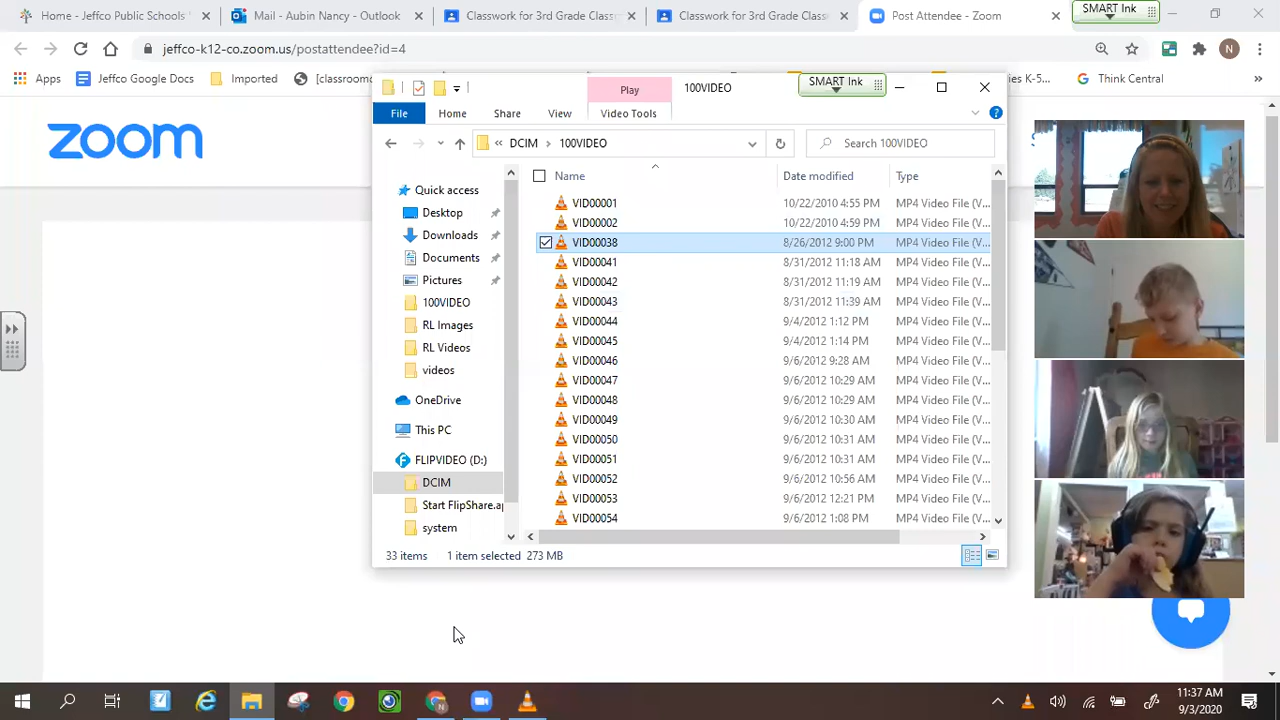 Home - Jeffco Public Schools
Mail - Aubin Nancy - Outlook
Classwork for 3rd Grade Class
Classwork for 3rd Grade Class
Post Attendee - Zoom
SMART Ink
jeffco-k12-co.zoom.us/postattendee?id=4
N
Apps
Jeffco Google Docs
Imported
[classroom
ies K-5...
Think Central
zoom
Play
100VIDEO
SMART Ink
File
Home
Share
View
Video Tools
« DCIM > 100VIDEO
Search 100VIDEO
Name
Date modified
Type
Quick access
Desktop
Downloads
Documents
Pictures
100VIDEO
RL Images
RL Videos
videos
OneDrive
This PC
FLIPVIDEO (D:)
DCIM
Start FlipShare.ap
system
VID00001 10/22/2010 4:55 PM MP4 Video File (V...
VID00002 10/22/2010 4:59 PM MP4 Video File (V...
VID00038 8/26/2012 9:00 PM MP4 Video File (V...
VID00041 8/31/2012 11:18 AM MP4 Video File (V...
VID00042 8/31/2012 11:19 AM MP4 Video File (V...
VID00043 8/31/2012 11:39 AM MP4 Video File (V...
VID00044 9/4/2012 1:12 PM MP4 Video File (V...
VID00045 9/4/2012 1:14 PM MP4 Video File (V...
VID00046 9/6/2012 9:28 AM MP4 Video File (V...
VID00047 9/6/2012 10:29 AM MP4 Video File (V...
VID00048 9/6/2012 10:29 AM MP4 Video File (V...
VID00049 9/6/2012 10:30 AM MP4 Video File (V...
VID00050 9/6/2012 10:31 AM MP4 Video File (V...
VID00051 9/6/2012 10:31 AM MP4 Video File (V...
VID00052 9/6/2012 10:56 AM MP4 Video File (V...
VID00053 9/6/2012 12:21 PM MP4 Video File (V...
VID00054 9/6/2012 1:08 PM MP4 Video File (V...
33 items 1 item selected 273 MB
11:37 AM
9/3/2020